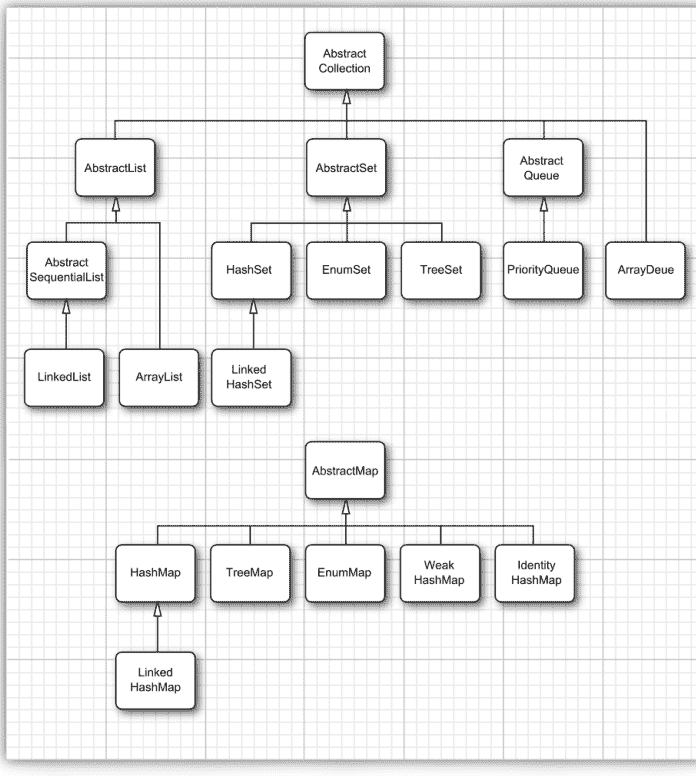 Abstract
Collection
AbstractList
AbstractSet
Abstract
Queue
Abstract
SequentialList
HashSet
EnumSet
TreeSet
PriorityQueue
ArrayDeue
LinkedList
ArrayList
Linked
HashSet
AbstractMap
HashMap
TreeMap
EnumMap
Weak
HashMap
Identity
HashMap
Linked
HashMap